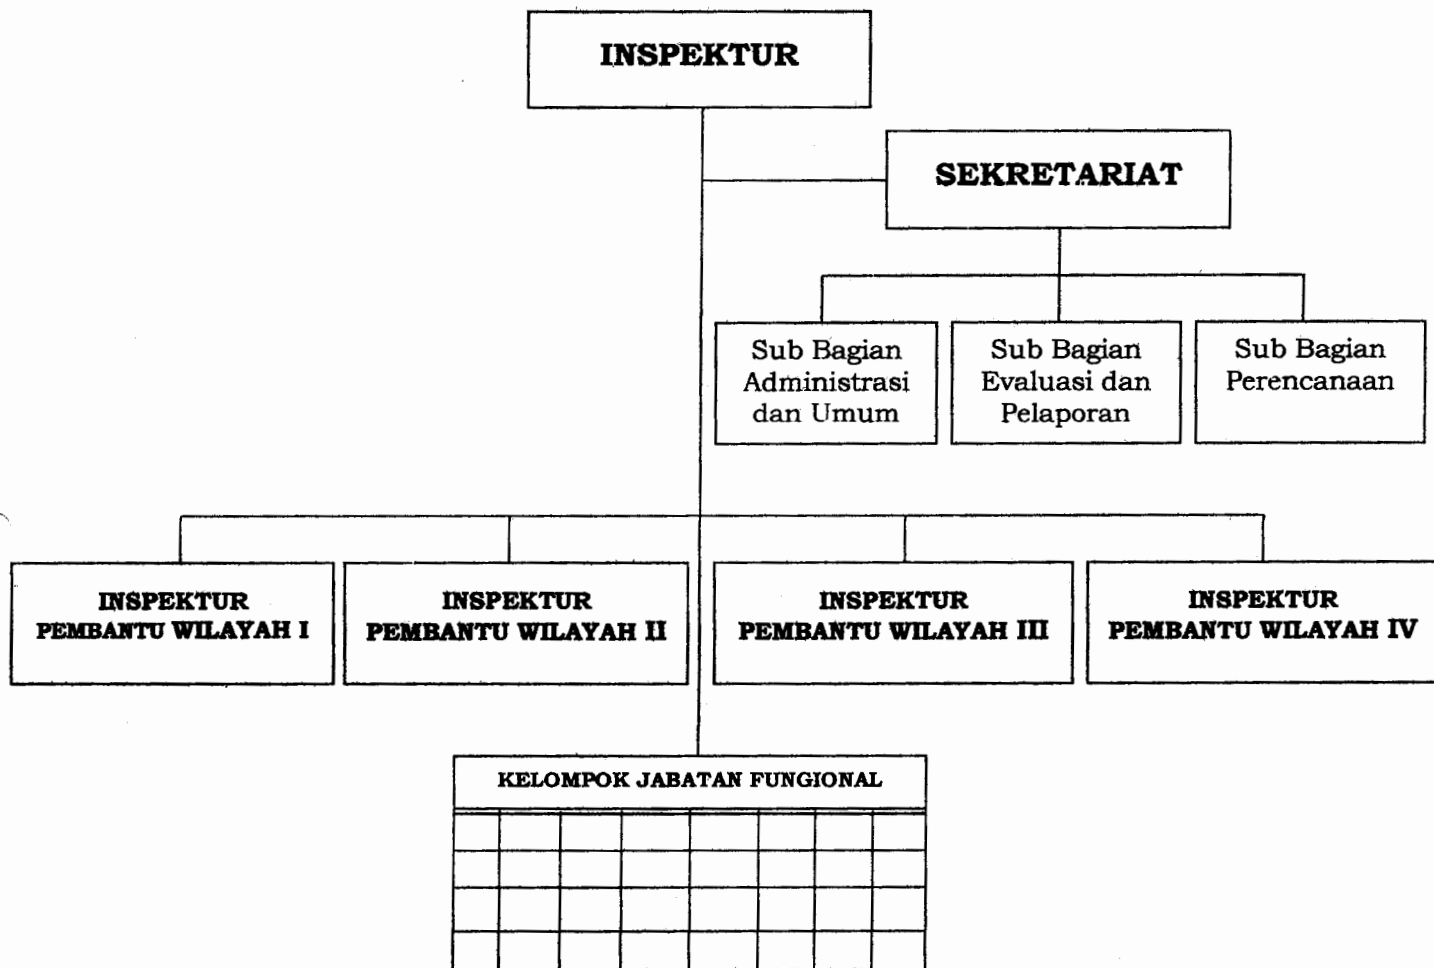 INSPEKTUR
SEKRETARIAT
Sub Bagian
Administrasi
dan Umum
Sub Bagian
Evaluasi dan
Pelaporan
Sub Bagian
Perencanaan
INSPEKTUR
PEMBANTU WILAYAH I
INSPEKTUR
PEMBANTU WILAYAH II
INSPEKTUR
PEMBANTU WILAYAH III
INSPEKTUR
PEMBANTU WILAYAH IV
KELOMPOK JABATAN FUNGIONAL